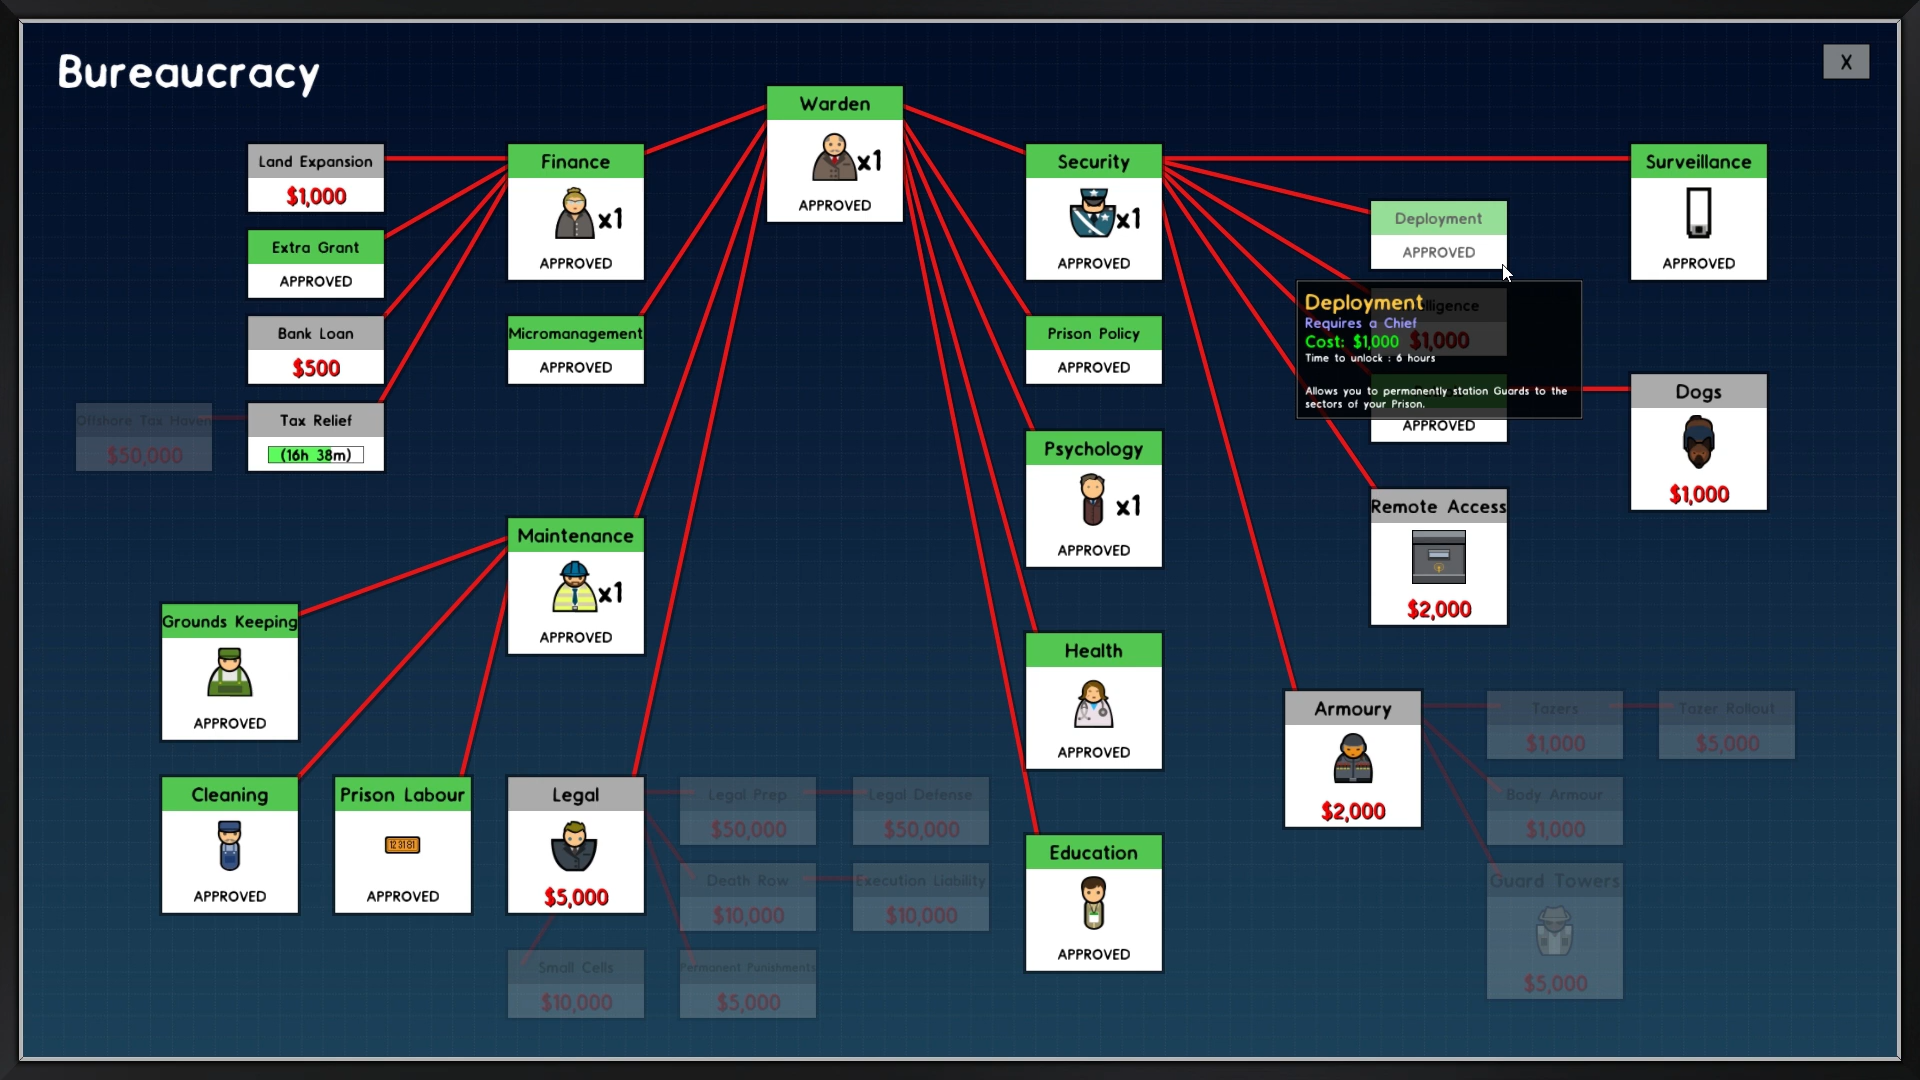 Bureaucracy
X
Warden
x1
APPROVED
Land Expansion
$1,000
Finance
x1
APPROVED
Security
x1
APPROVED
Surveillance
APPROVED
Deployment
APPROVED
Extra Grant
APPROVED
Bank Loan
$500
Micromanagement
APPROVED
Prison Policy
APPROVED
Deployment
Requires a Chief
Cost: $1,000
Time to unlock : 6 hours
Allows you to permanently station Guards to the
sectors of your Prison.
lligence
$1,000
APPROVED
Dogs
$1,000
Offshore Tax Haven
$50,000
Tax Relief
(16h 38m)
Psychology
x1
APPROVED
Remote Access
$2,000
Maintenance
x1
APPROVED
Grounds Keeping
APPROVED
Health
APPROVED
Armoury
$2,000
Tazers
$1,000
Tazer Rollout
$5,000
Cleaning
APPROVED
Prison Labour
123181
APPROVED
Legal
$5,000
Legal Prep
$50,000
Legal Defense
$50,000
Body Armour
$1,000
Education
APPROVED
Death Row
$10,000
Execution Liability
$10,000
Guard Towers
$5,000
Small Cells
$10,000
Permanent Punishments
$5,000